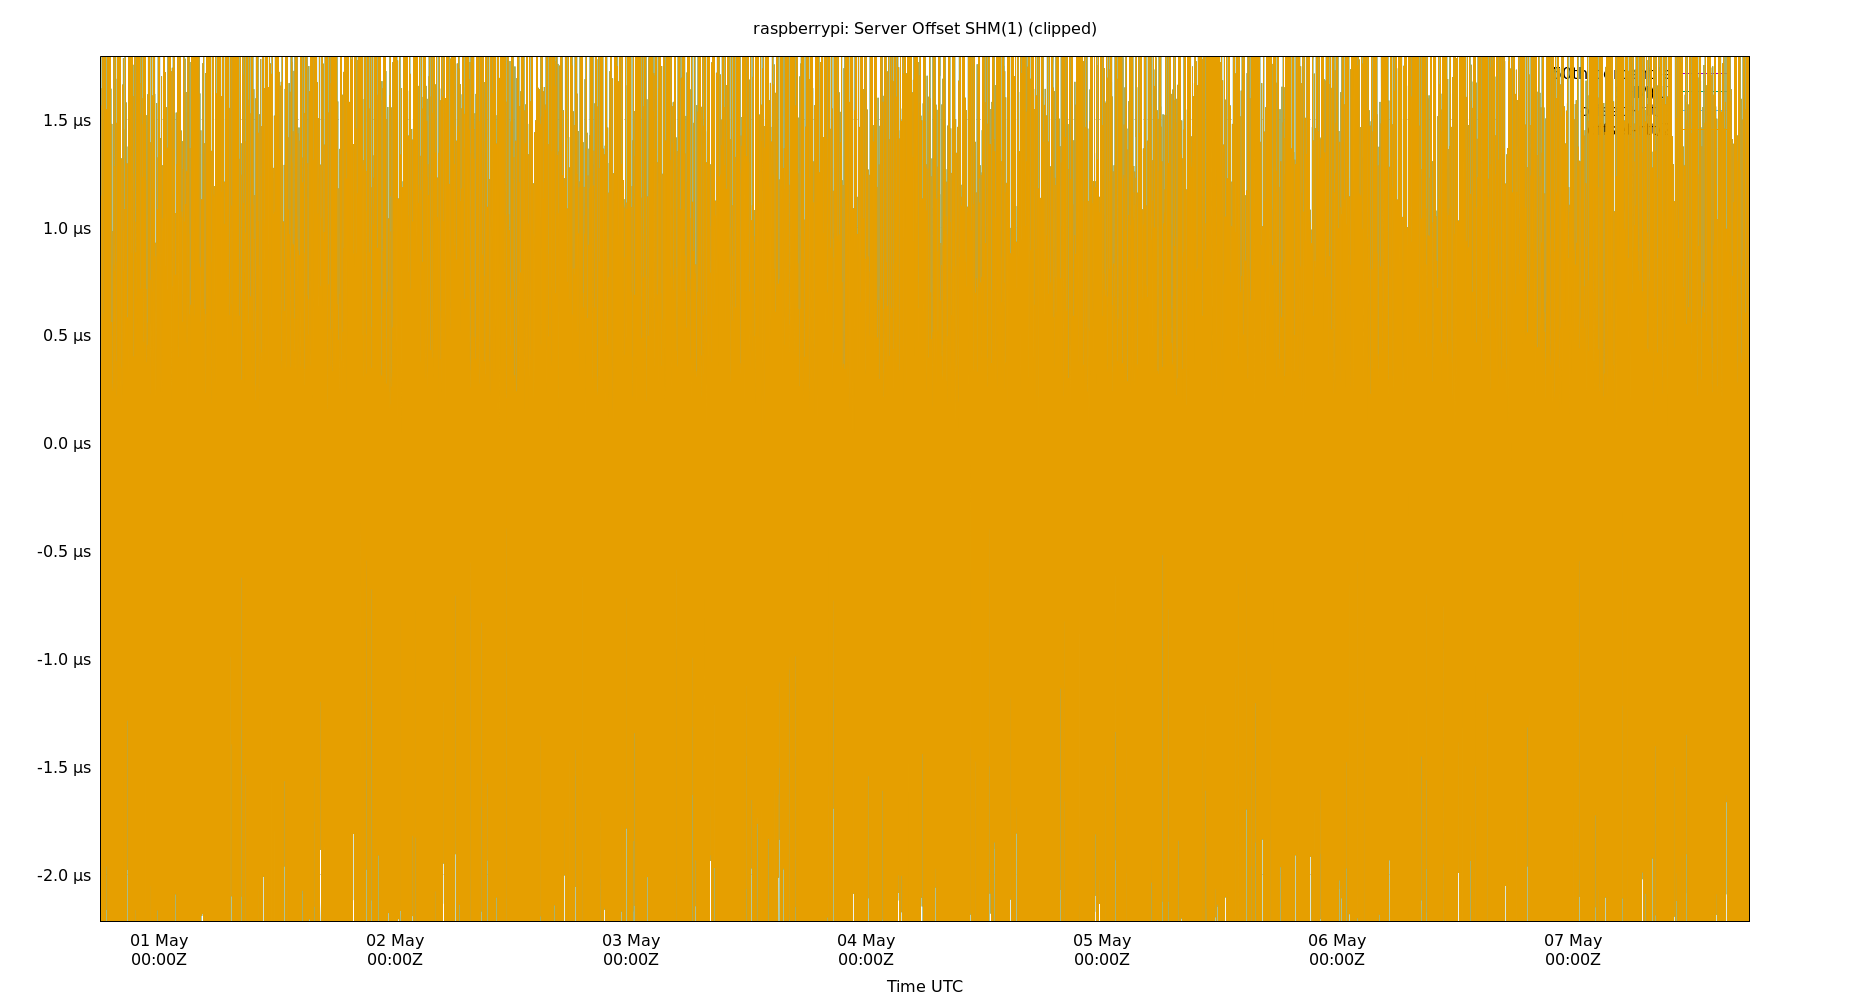 raspberrypi: Server Offset SHM(1) (clipped)
1.5 µs
1.0 µs
0.5 µs
0.0 µs
-0.5 µs
-1.0 µs
-1.5 µs
-2.0 µs
01 May 02 May 03 May 04 May 05 May 06 May 07 May
00:00Z 00:00Z 00:00Z 00:00Z 00:00Z 00:00Z 00:00Z
Time UTC